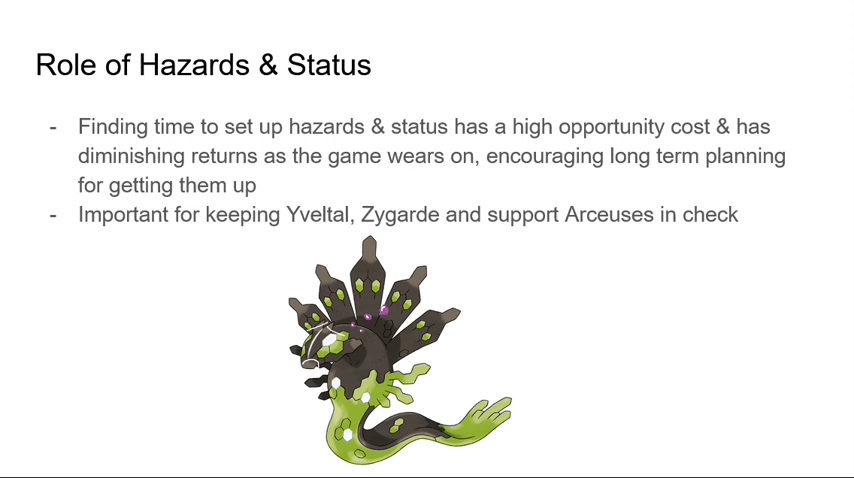 Role of Hazards & Status
- Finding time to set up hazards & status has a high opportunity cost & has
diminishing returns as the game wears on, encouraging long term planning
for getting them up
- Important for keeping Yveltal, Zygarde and support Arceuses in check